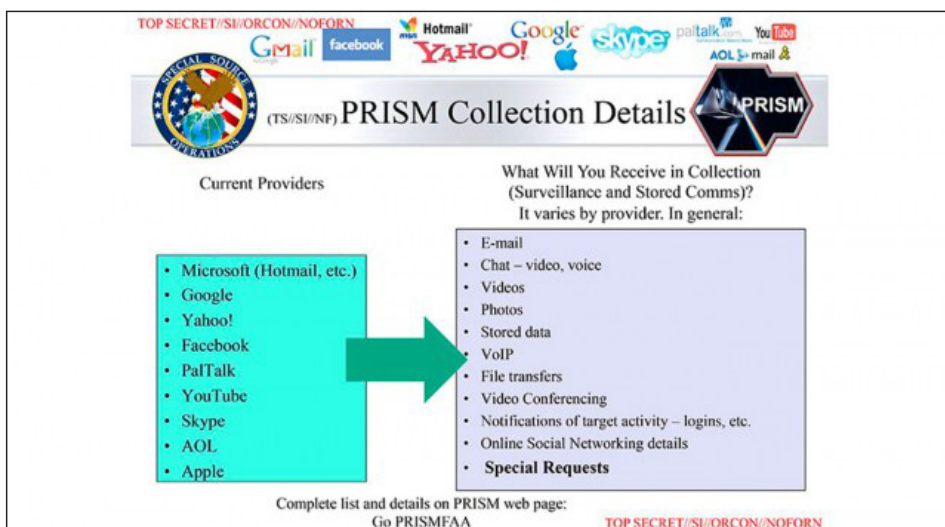 TOP SECRET//SI//ORCON//NOFORN
Gmail
facebook
msn Hotmail
YAHOO!
Google
skype
paltalk.com
YouTube
AOL mail
SPECIAL SOURCE
OPERATIONS
(TS//SI//NF) PRISM Collection Details
PRISM
Current Providers
• Microsoft (Hotmail, etc.)
• Google
• Yahoo!
• Facebook
• PalTalk
• YouTube
• Skype
• AOL
• Apple
What Will You Receive in Collection
(Surveillance and Stored Comms)?
It varies by provider. In general:
• E-mail
• Chat – video, voice
• Videos
• Photos
• Stored data
• VoIP
• File transfers
• Video Conferencing
• Notifications of target activity – logins, etc.
• Online Social Networking details
• Special Requests
Complete list and details on PRISM web page:
Go PRISMFAA
TOP SECRET//SI//ORCON//NOFORN